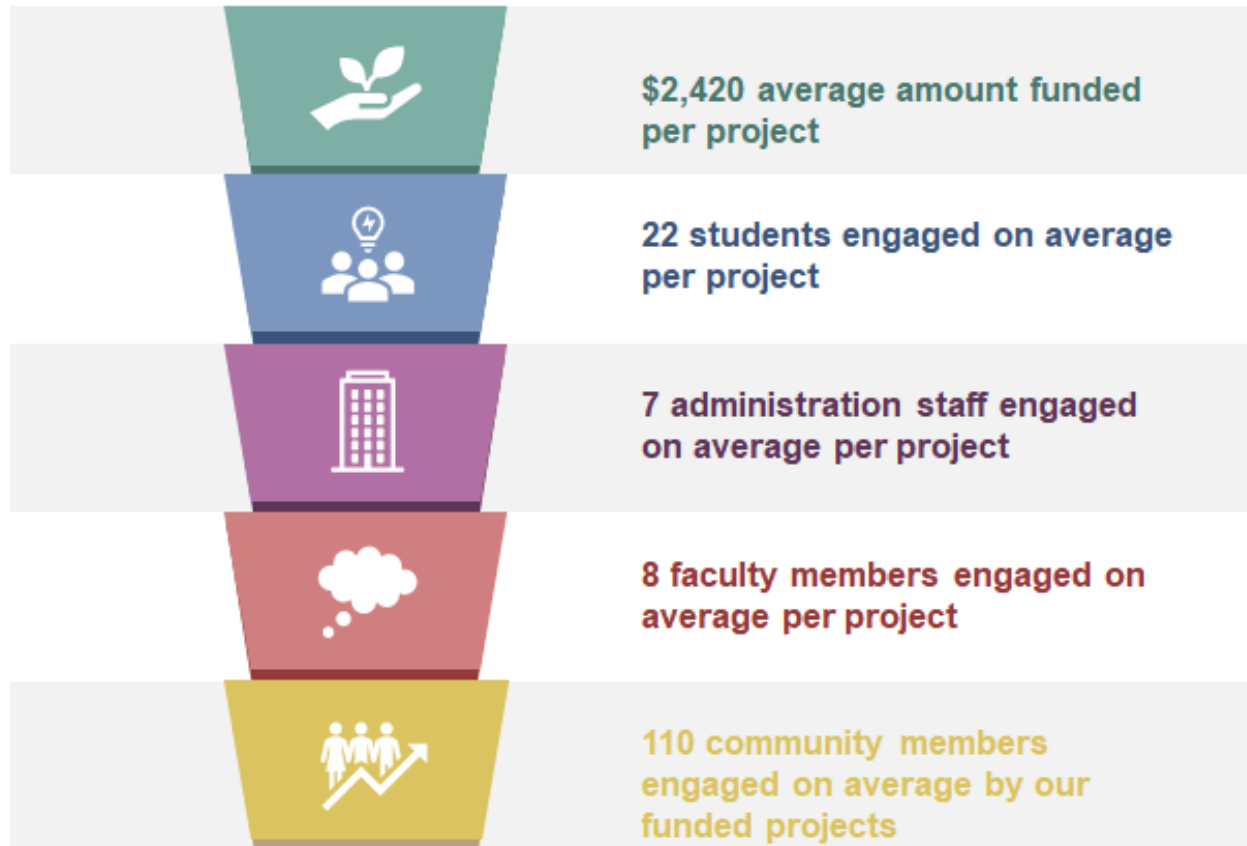 $2,420 average amount funded
per project
22 students engaged on average
per project
7 administration staff engaged
on average per project
8 faculty members engaged on
average per project
110 community members
engaged on average by our
funded projects